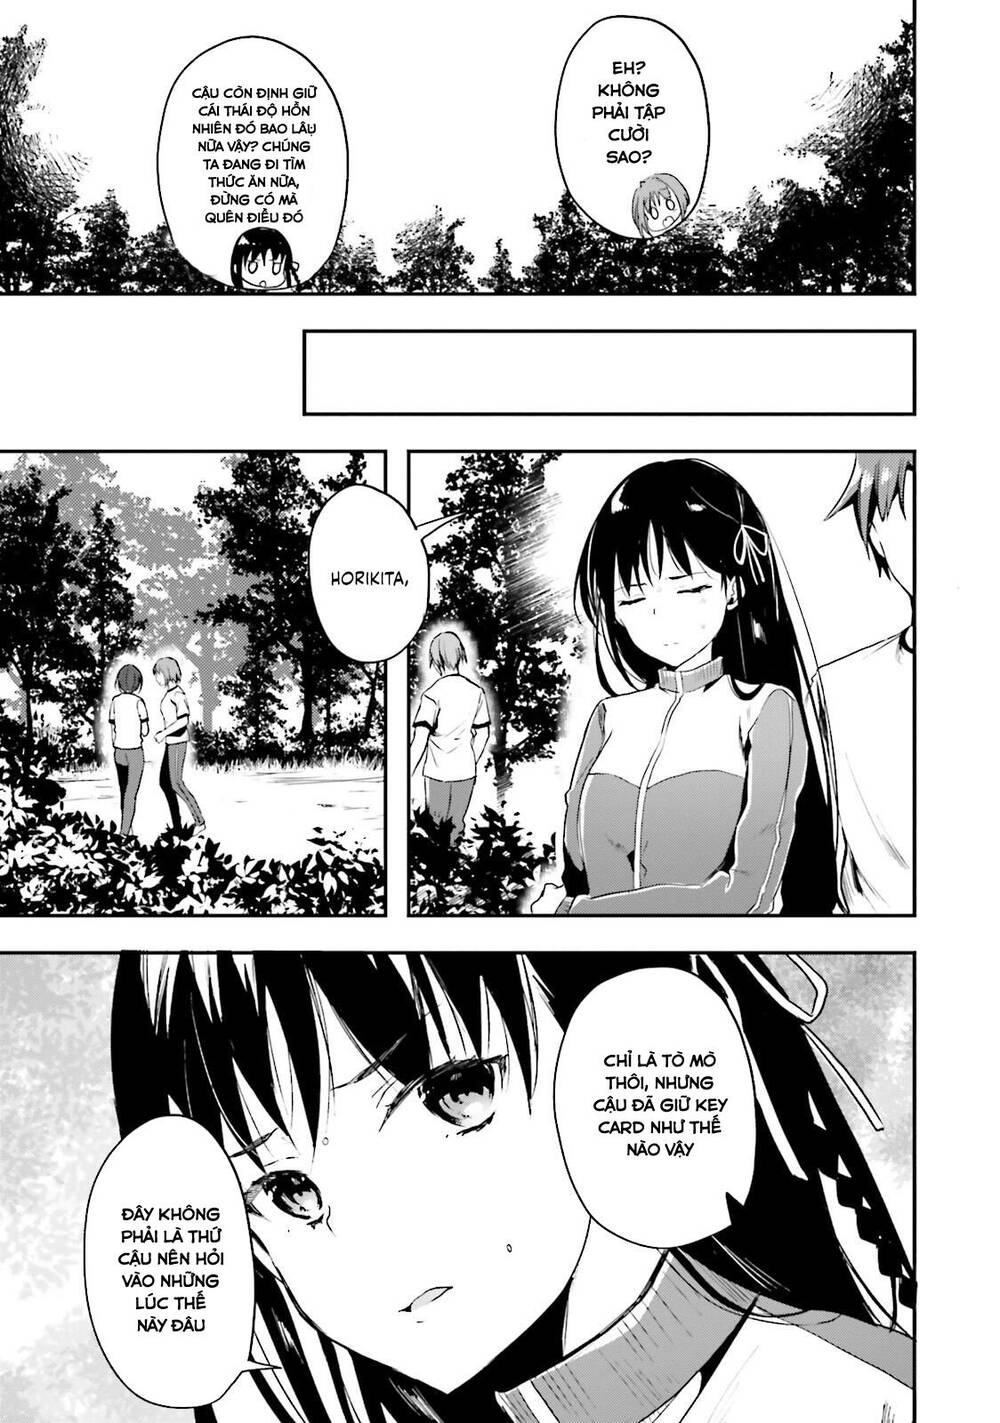 EH?
KHÔNG
PHẢI TẬP
CƯỜI
SAO?
CẬU CÒN ĐỊNH GIỮ
CÁI THÁI ĐỘ HỒN
NHIÊN ĐÓ BAO LÂU
NỮA VẬY? CHÚNG
TA ĐANG ĐI TÌM
THỨC ĂN NỮA,
ĐỪNG CÓ MÀ
QUÊN ĐIỀU ĐÓ
HORIKITA,
CHỈ LÀ TÒ MÒ
THÔI, NHƯNG
CẬU ĐÃ GIỮ KEY
CARD NHƯ THẾ
NÀO VẬY
ĐÂY KHÔNG
PHẢI LÀ THỨ
CẬU NÊN HỎI
VÀO NHỮNG
LÚC THẾ
NÀY ĐÂU